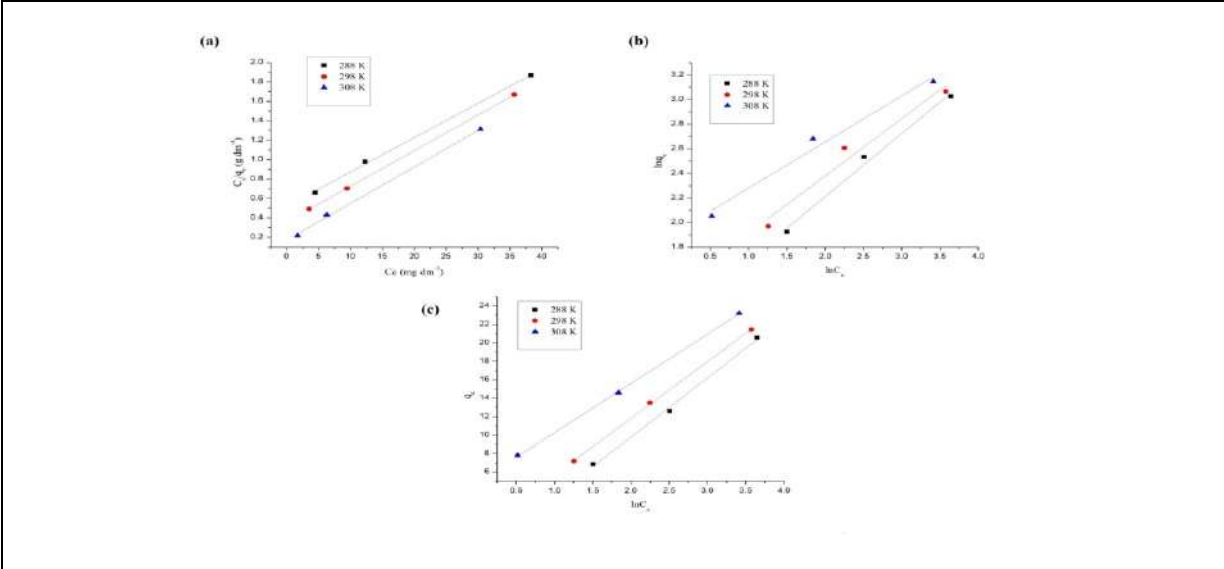 (a)
288 K
298 K
308 K
2.0
1.8
1.6
1.4
1.2
1.0
0.8
0.6
0.4
0.2
0 5 10 15 20 25 30 35 40
Cₑ/qₑ (g dm⁻³)
Ce (mg dm⁻³)
(b)
288 K
298 K
308 K
3.2
3.0
2.8
2.6
2.4
2.2
2.0
1.8
0.5 1.0 1.5 2.0 2.5 3.0 3.5 4.0
lnqₑ
lnCₑ
(c)
288 K
298 K
308 K
24
22
20
18
16
14
12
10
8
6
0.5 1.0 1.5 2.0 2.5 3.0 3.5 4.0
qₑ
lnCₑ